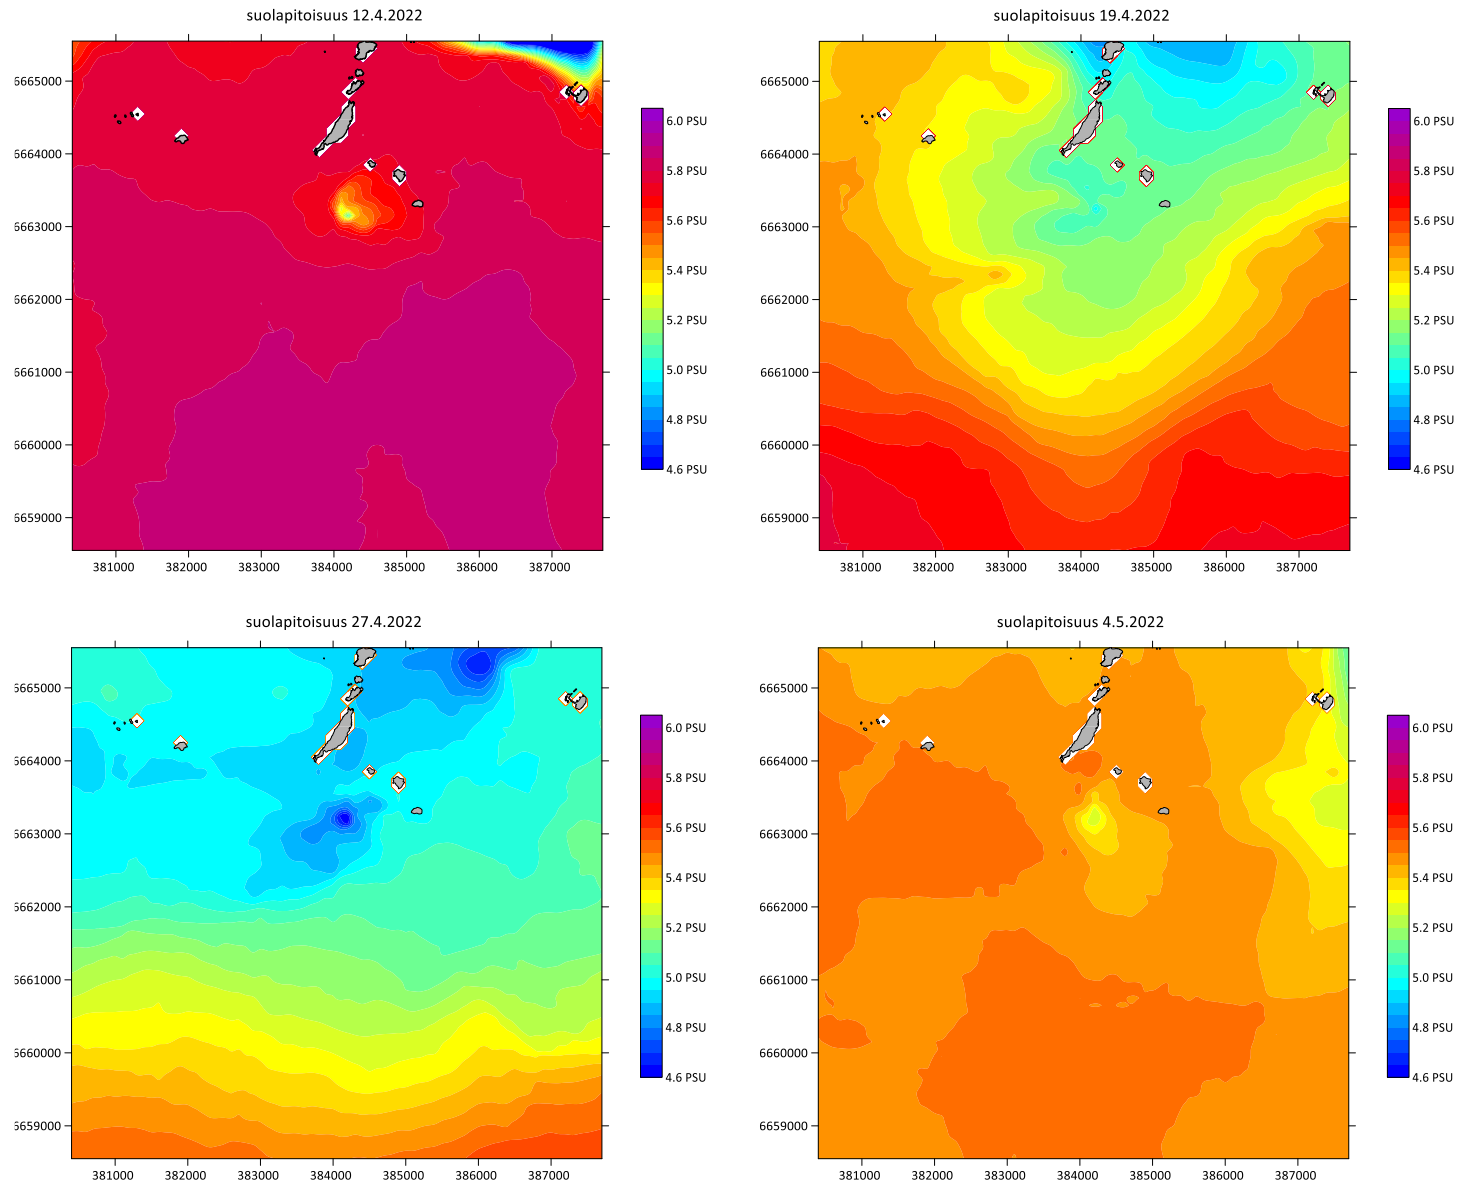 suolapitoisuus 12.4.2022
6665000
6664000
6663000
6662000
6661000
6660000
6659000
381000 382000 383000 384000 385000 386000 387000
6.0 PSU
5.8 PSU
5.6 PSU
5.4 PSU
5.2 PSU
5.0 PSU
4.8 PSU
4.6 PSU
suolapitoisuus 19.4.2022
6665000
6664000
6663000
6662000
6661000
6660000
6659000
381000 382000 383000 384000 385000 386000 387000
6.0 PSU
5.8 PSU
5.6 PSU
5.4 PSU
5.2 PSU
5.0 PSU
4.8 PSU
4.6 PSU
suolapitoisuus 27.4.2022
6665000
6664000
6663000
6662000
6661000
6660000
6659000
381000 382000 383000 384000 385000 386000 387000
6.0 PSU
5.8 PSU
5.6 PSU
5.4 PSU
5.2 PSU
5.0 PSU
4.8 PSU
4.6 PSU
suolapitoisuus 4.5.2022
6665000
6664000
6663000
6662000
6661000
6660000
6659000
381000 382000 383000 384000 385000 386000 387000
6.0 PSU
5.8 PSU
5.6 PSU
5.4 PSU
5.2 PSU
5.0 PSU
4.8 PSU
4.6 PSU